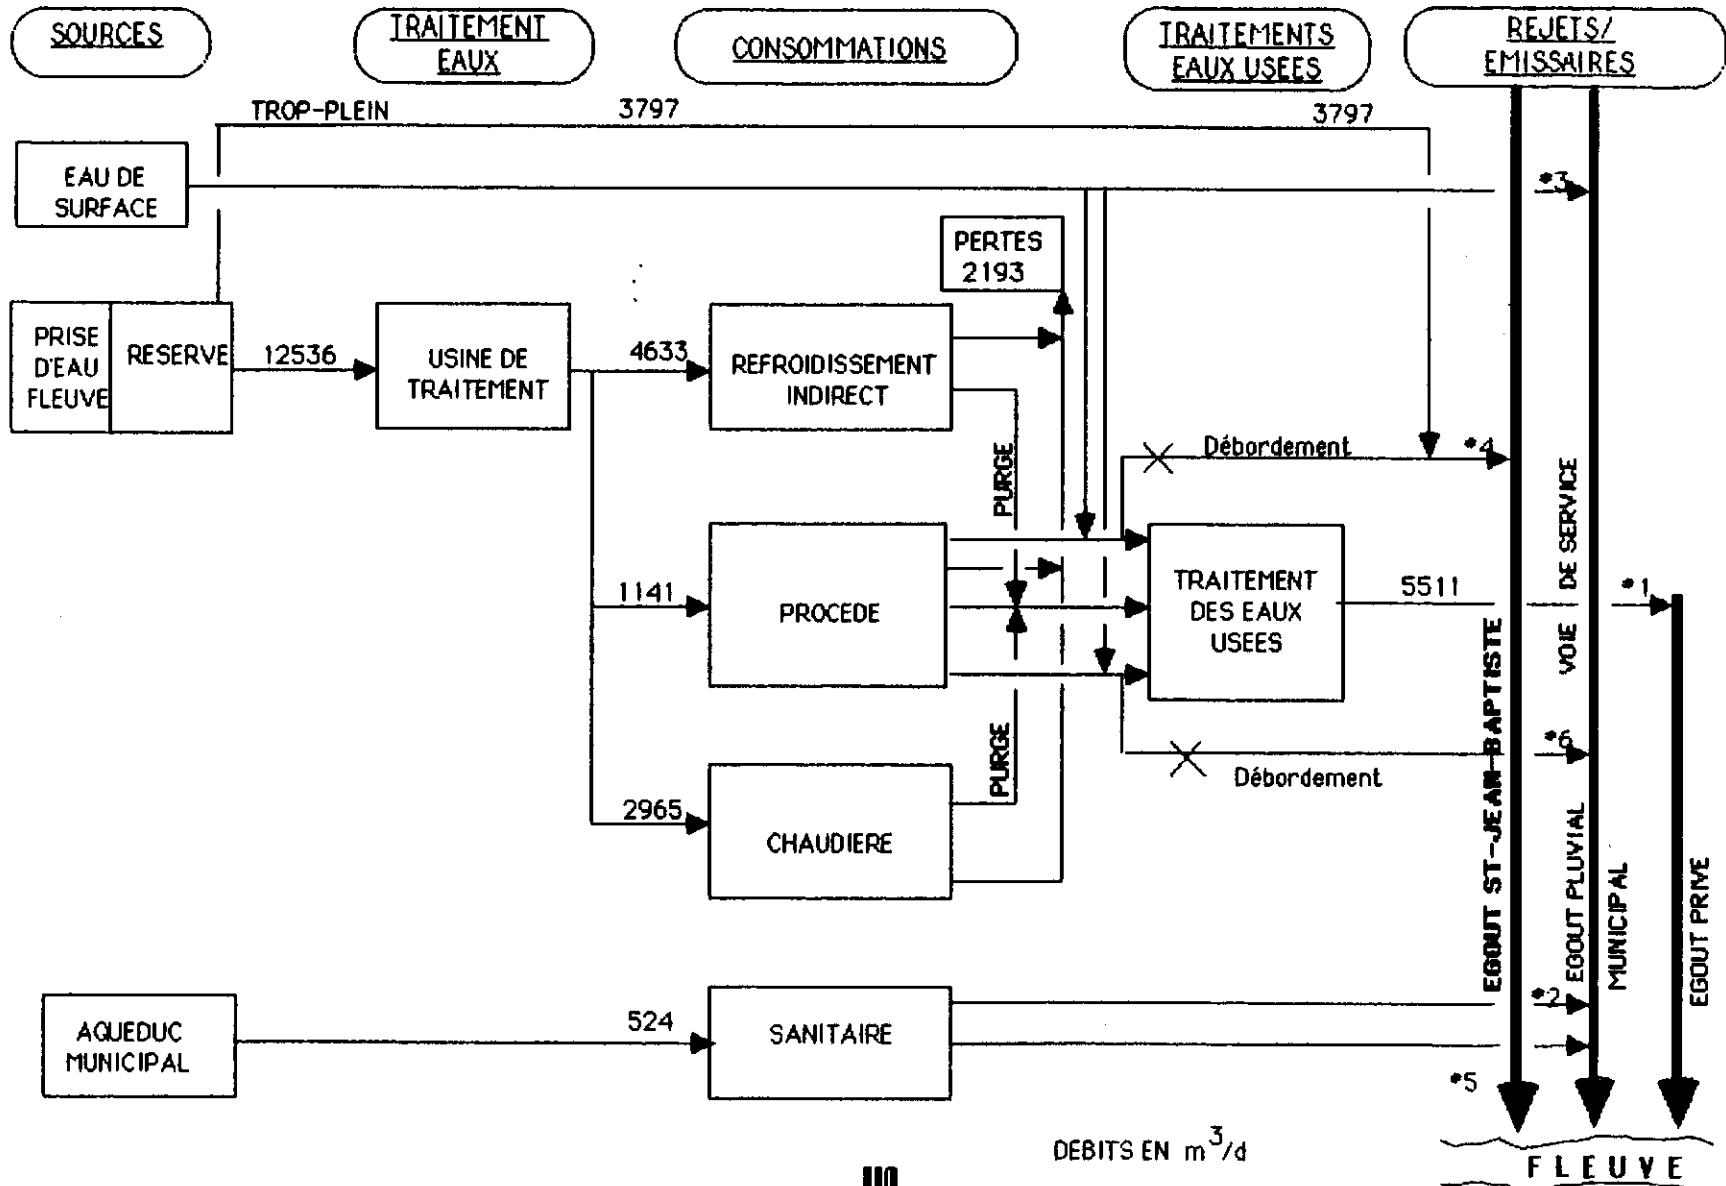 SOURCES
TRAITEMENT
EAUX
CONSOMMATIONS
TRAITEMENTS
EAUX USEES
REJETS/
EMISSAIRES
TROP-PLEIN
3797
3797
EAU DE
SURFACE
*3
PERTES
2193
PRISE
D'EAU
FLEUVE
RESERVE
12536
USINE DE
TRAITEMENT
4633
REFROIDISSEMENT
INDIRECT
PURGE
Débordement
*4
1141
PROCEDE
TRAITEMENT
DES EAUX
USEES
5511
*1
VOIE DE SERVICE
PURGE
*6
Débordement
2965
CHAUDIERE
EGOUT ST-JEAN-BAPTISTE
EGOUT PLUVIAL
MUNICIPAL
EGOUT PRIVE
AQUEDUC
MUNICIPAL
524
SANITAIRE
*2
*5
DEBITS EN m³/d
FLEUVE